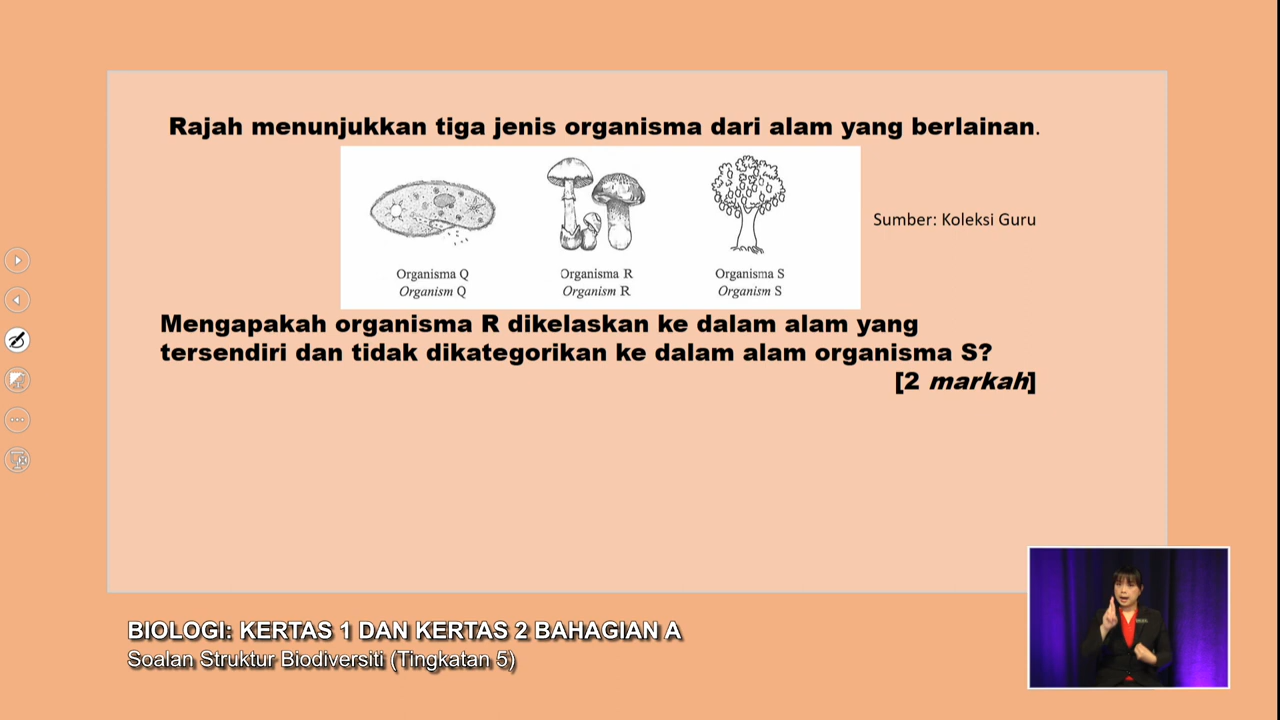 Rajah menunjukkan tiga jenis organisma dari alam yang berlainan.
Sumber: Koleksi Guru
Organisma Q
Organism Q
Organisma R
Organism R
Organisma S
Organism S
Mengapakah organisma R dikelaskan ke dalam alam yang
tersendiri dan tidak dikategorikan ke dalam alam organisma S?
[2 markah]
BIOLOGI: KERTAS 1 DAN KERTAS 2 BAHAGIAN A
Soalan Struktur Biodiversiti (Tingkatan 5)